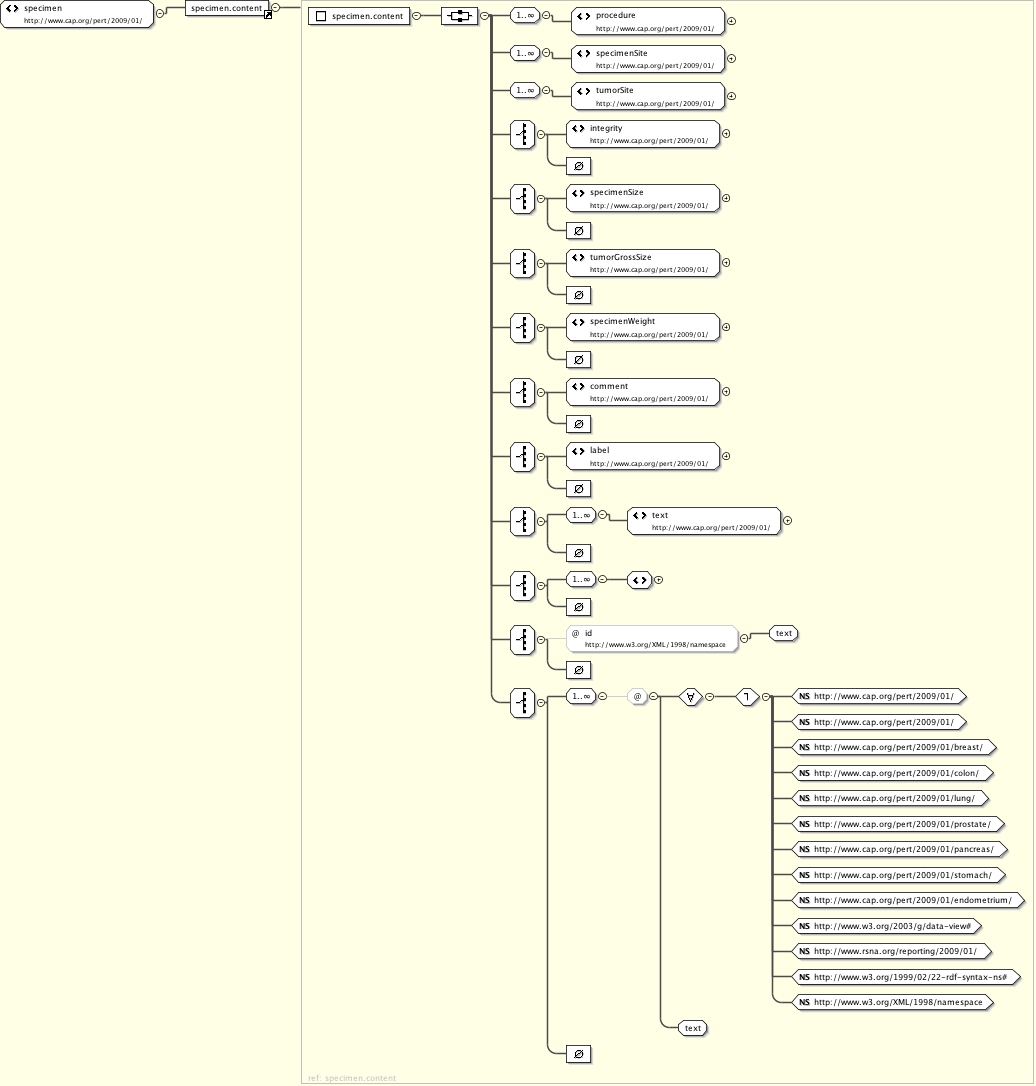 specimen
http://www.cap.org/pert/2009/01/
specimen.content
specimen.content
1..∞
procedure
http://www.cap.org/pert/2009/01/
1..∞
specimenSite
http://www.cap.org/pert/2009/01/
1..∞
tumorSite
http://www.cap.org/pert/2009/01/
integrity
http://www.cap.org/pert/2009/01/
specimenSize
http://www.cap.org/pert/2009/01/
tumorGrossSize
http://www.cap.org/pert/2009/01/
specimenWeight
http://www.cap.org/pert/2009/01/
comment
http://www.cap.org/pert/2009/01/
label
http://www.cap.org/pert/2009/01/
1..∞
text
http://www.cap.org/pert/2009/01/
1..∞
@ id
http://www.w3.org/XML/1998/namespace
text
1..∞
@
∀
NS http://www.cap.org/pert/2009/01/
NS http://www.cap.org/pert/2009/01/
NS http://www.cap.org/pert/2009/01/breast/
NS http://www.cap.org/pert/2009/01/colon/
NS http://www.cap.org/pert/2009/01/lung/
NS http://www.cap.org/pert/2009/01/prostate/
NS http://www.cap.org/pert/2009/01/pancreas/
NS http://www.cap.org/pert/2009/01/stomach/
NS http://www.cap.org/pert/2009/01/endometrium/
NS http://www.w3.org/2003/g/data-view#
NS http://www.rsna.org/reporting/2009/01/
NS http://www.w3.org/1999/02/22-rdf-syntax-ns#
NS http://www.w3.org/XML/1998/namespace
text
ref: specimen.content